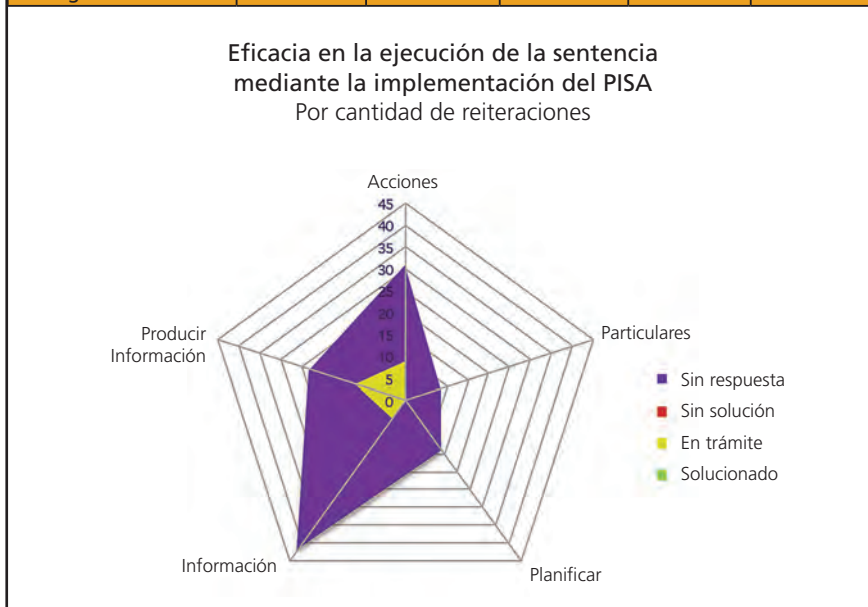 Eficacia en la ejecución de la sentencia
mediante la implementación del PISA
Por cantidad de reiteraciones
Acciones
45
40
35
30
25
20
15
10
5
0
Producir
Información
Particulares
Sin respuesta
Sin solución
En trámite
Solucionado
Información
Planificar